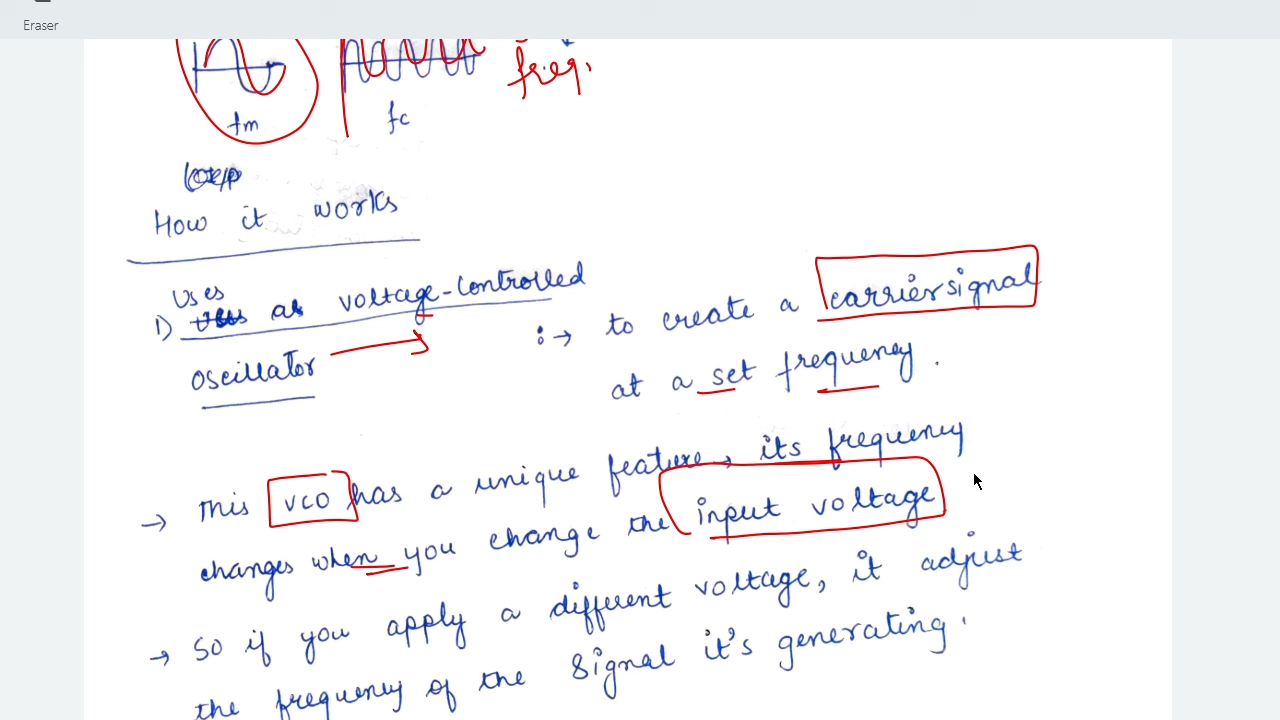 Eraser
freq.
fm
fc
How it works
Uses
1) as voltage-controlled
oscillator
:→ to create a carrier signal
at a set frequency.
→ This VCO has a unique feature, its frequency
changes when you change the input voltage
→ So if you apply a different voltage, it adjust
the frequency of the signal it's generating.